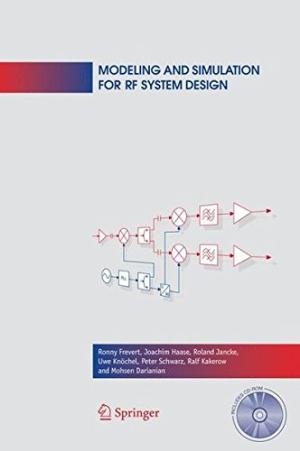 MODELING AND SIMULATION
FOR RF SYSTEM DESIGN
Ronny Frevert, Joachim Haase, Roland Jancke,
Uwe Knöchel, Peter Schwarz, Ralf Kakerow
and Mohsen Darianian
INCLUDES CD-ROM
Springer